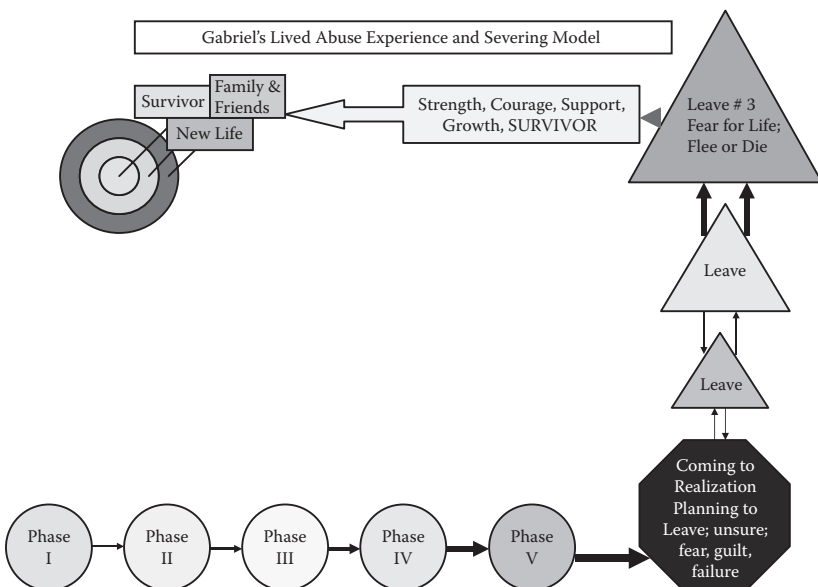 Gabriel's Lived Abuse Experience and Severing Model
Survivor
Family &
Friends
New Life
Strength, Courage, Support,
Growth, SURVIVOR
Leave # 3
Fear for Life;
Flee or Die
Leave
Leave
Coming to
Realization
Planning to
Leave; unsure;
fear, guilt,
failure
Phase
I
Phase
II
Phase
III
Phase
IV
Phase
V